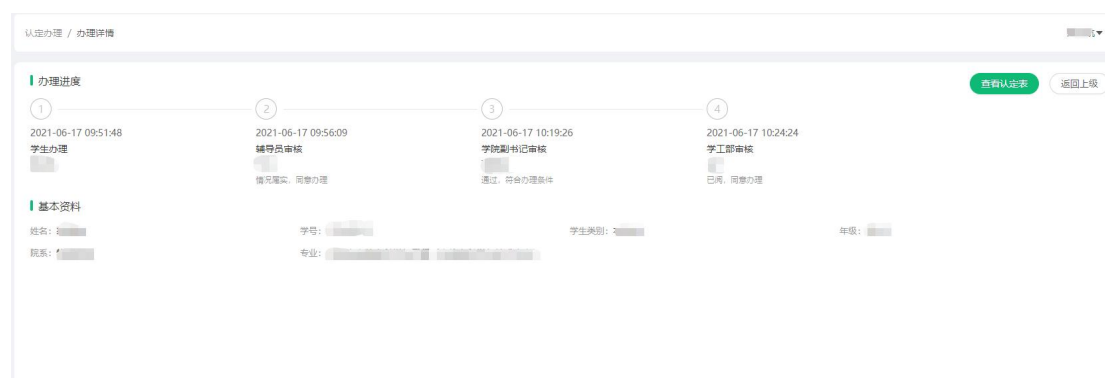 认定办理 / 办理详情
办理进度
查看认定表
返回上级
1
2
3
4
2021-06-17 09:51:48
2021-06-17 09:56:09
2021-06-17 10:19:26
2021-06-17 10:24:24
学生办理
辅导员审核
学院副书记审核
学工部审核
情况属实，同意办理
通过，符合办理条件
已阅，同意办理
基本资料
姓名：
学号：
学生类别：
年级：
院系：
专业：